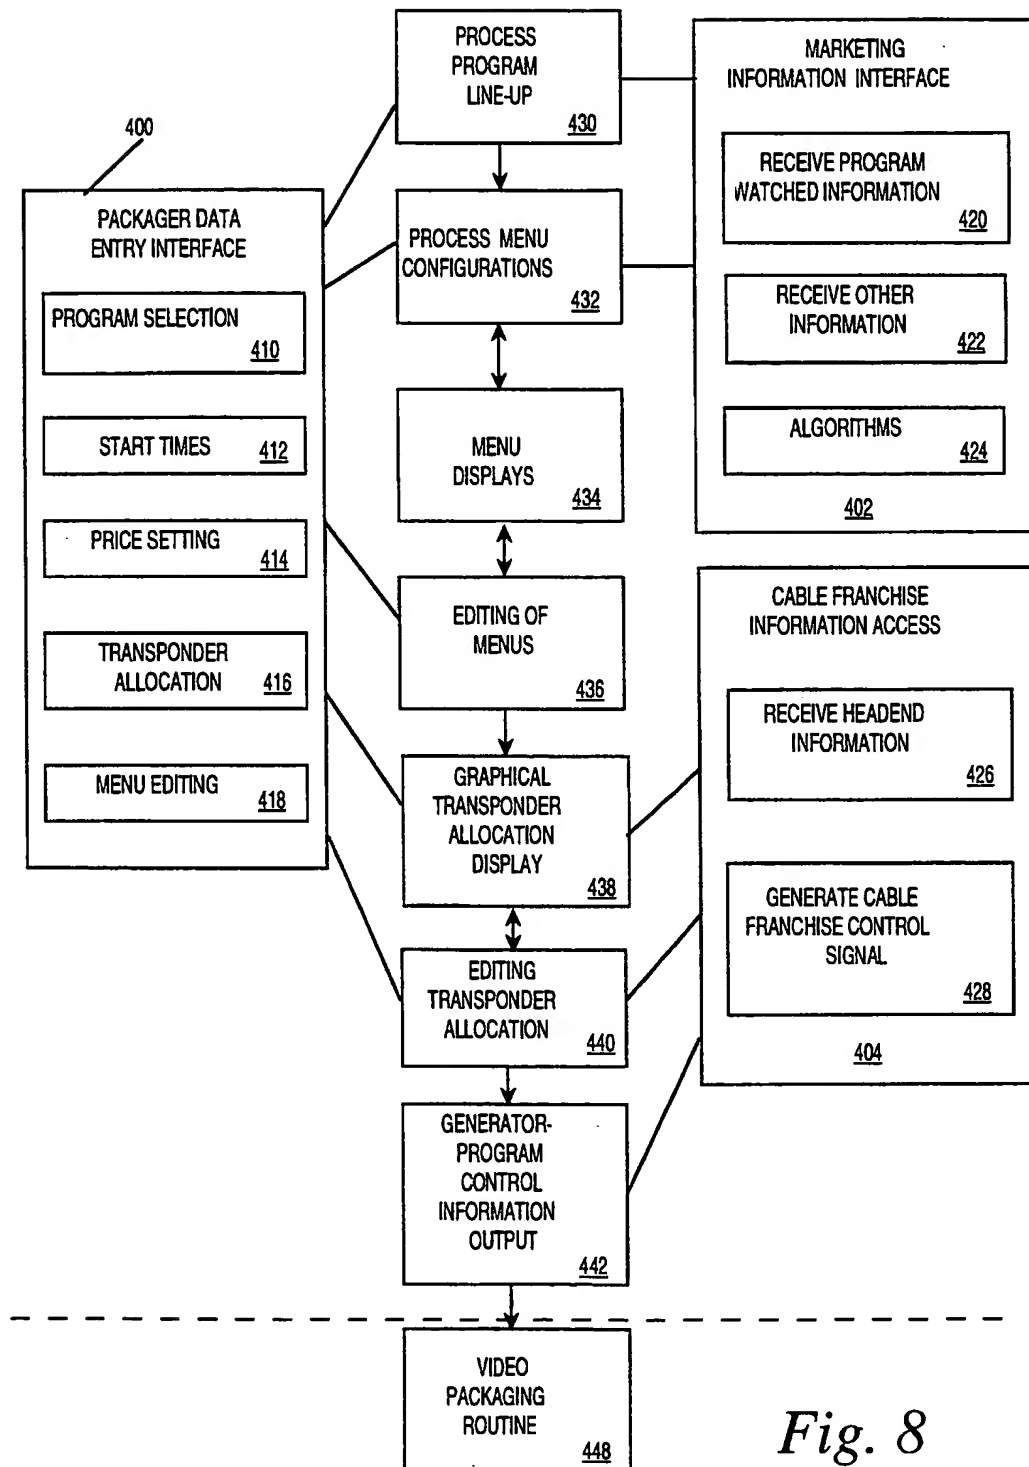 PROCESS
PROGRAM
LINE-UP
430
MARKETING
INFORMATION INTERFACE
RECEIVE PROGRAM
WATCHED INFORMATION
420
RECEIVE OTHER
INFORMATION
422
ALGORITHMS
424
402
400
PACKAGER DATA
ENTRY INTERFACE
PROGRAM SELECTION
410
START TIMES
412
PRICE SETTING
414
TRANSPONDER
ALLOCATION
416
MENU EDITING
418
PROCESS MENU
CONFIGURATIONS
432
MENU
DISPLAYS
434
EDITING OF
MENUS
436
GRAPHICAL
TRANSPONDER
ALLOCATION
DISPLAY
438
EDITING
TRANSPONDER
ALLOCATION
440
GENERATOR-
PROGRAM
CONTROL
INFORMATION
OUTPUT
442
CABLE FRANCHISE
INFORMATION ACCESS
RECEIVE HEADEND
INFORMATION
426
GENERATE CABLE
FRANCHISE CONTROL
SIGNAL
428
404
VIDEO
PACKAGING
ROUTINE
448
Fig. 8